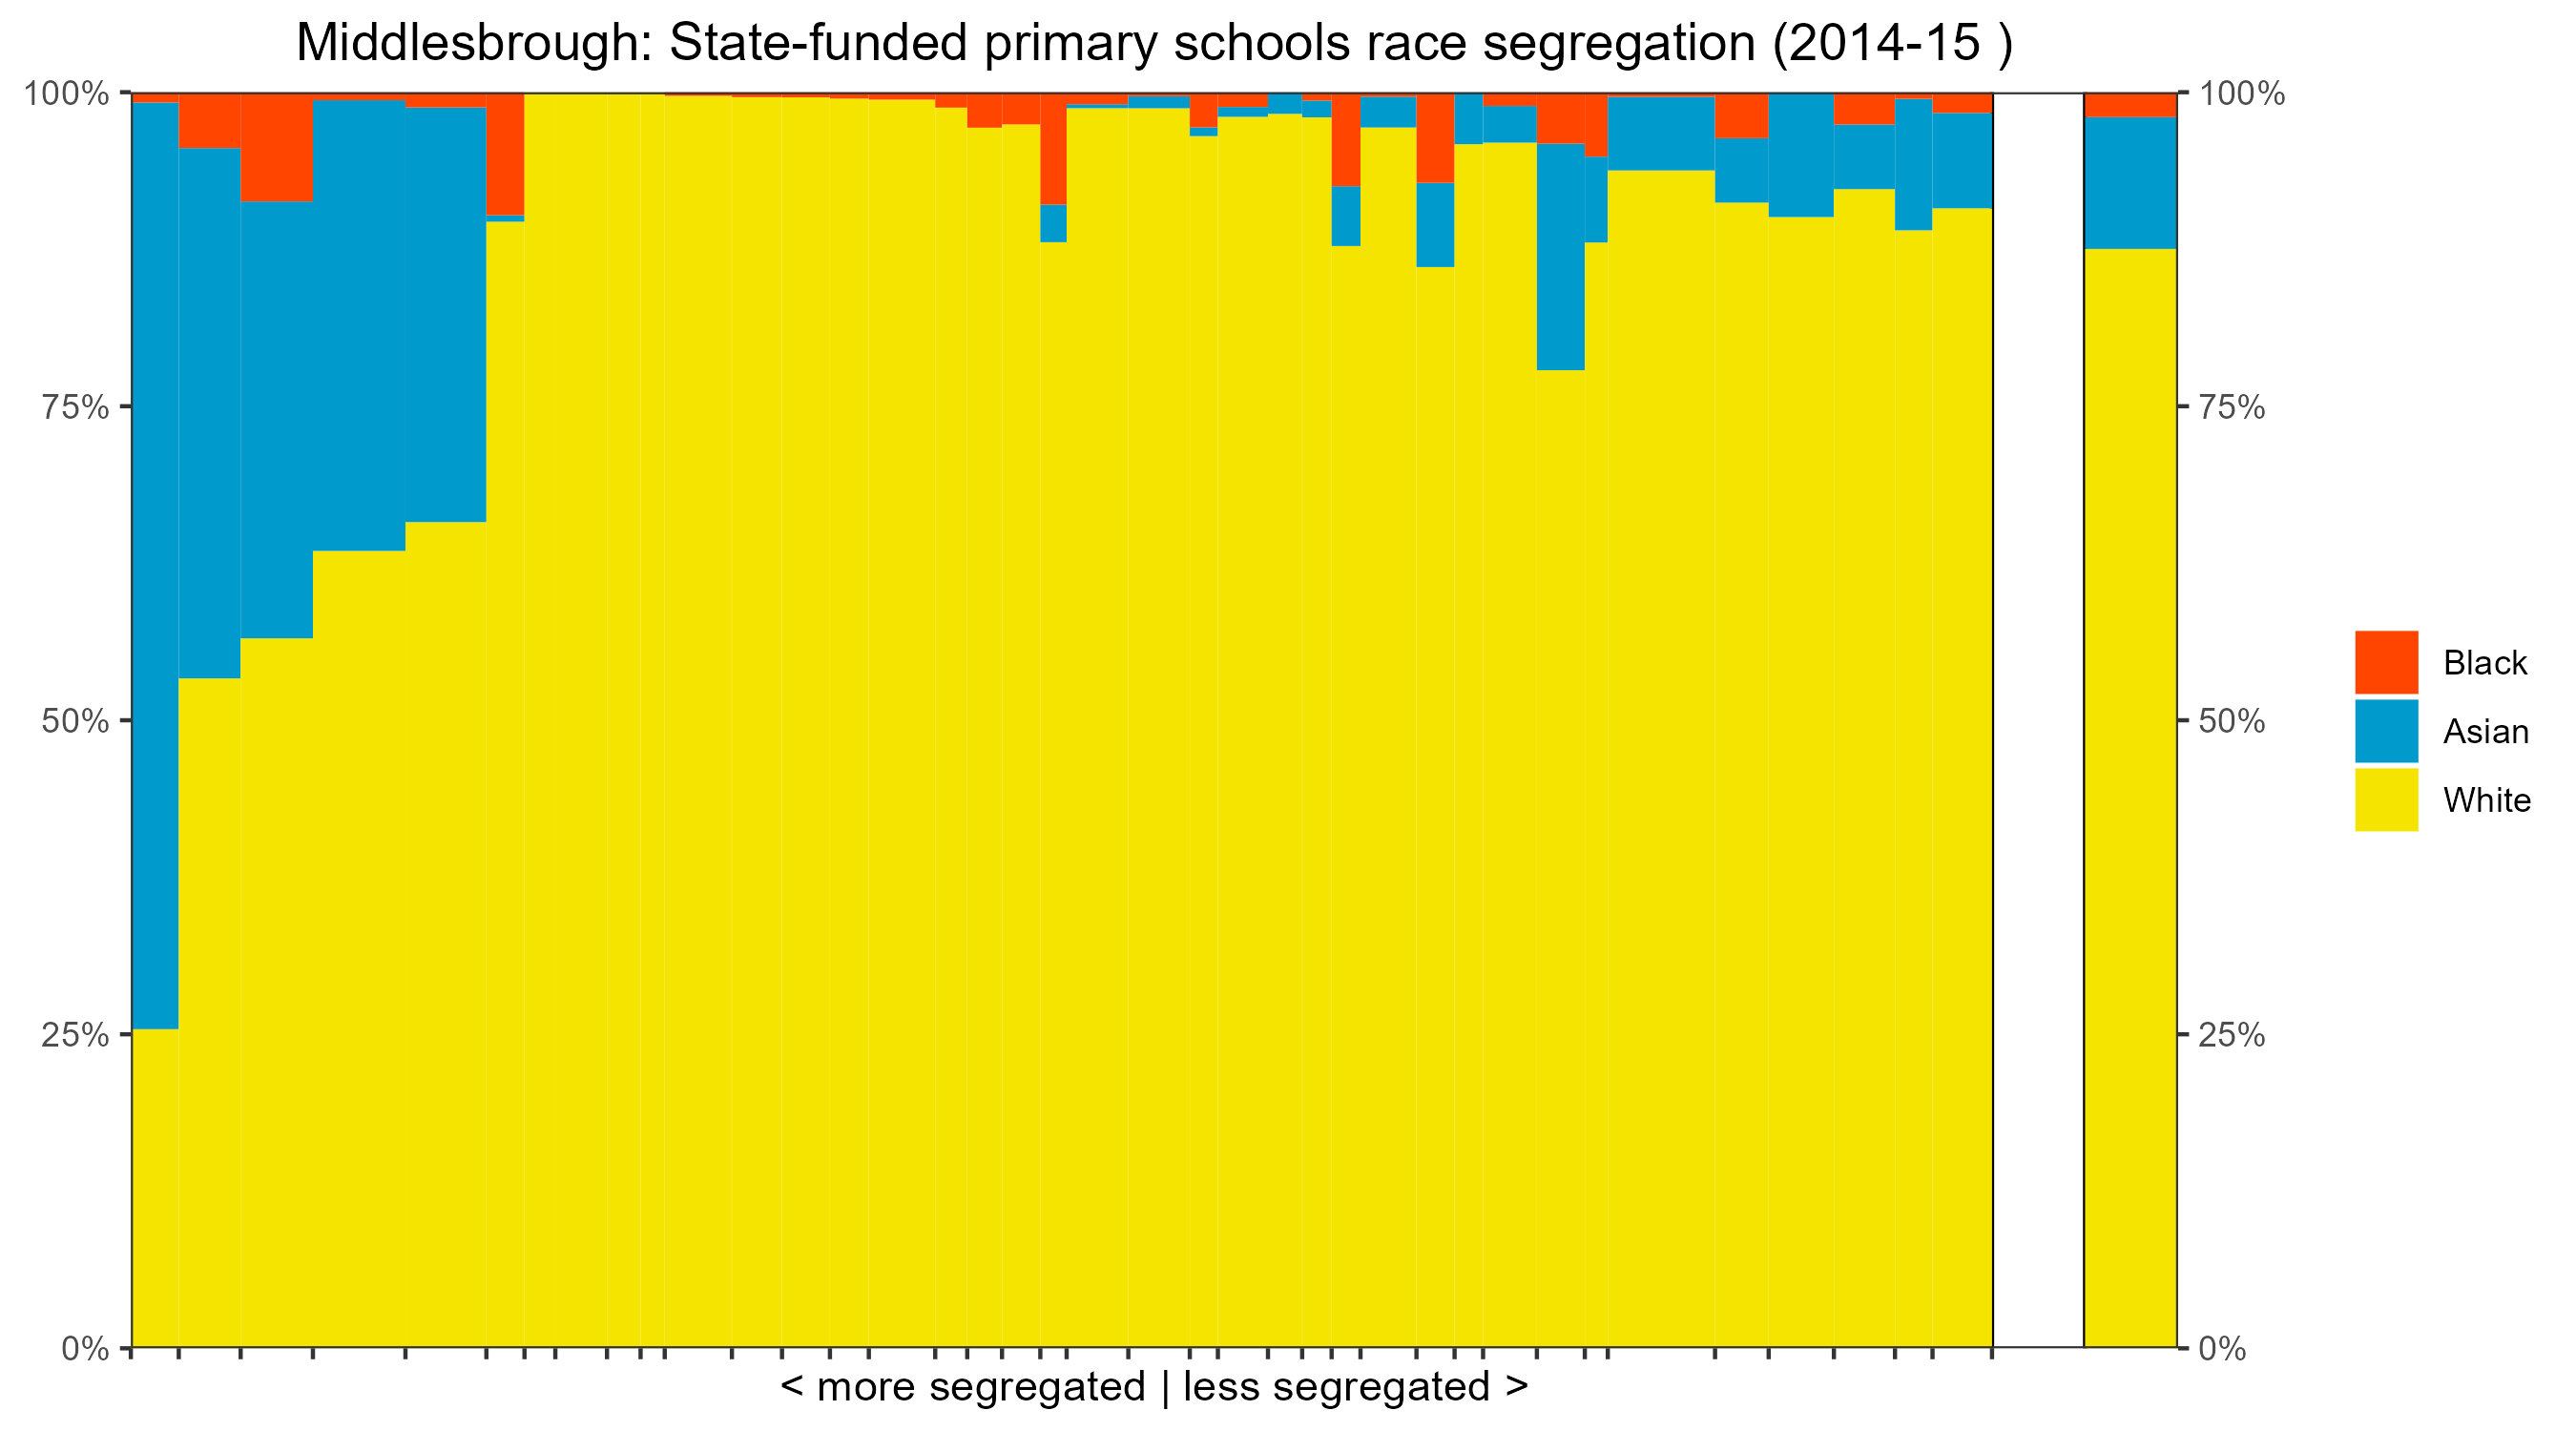 Middlesbrough: State-funded primary schools race segregation (2014-15 )
100%
75%
50%
25%
0%
100%
75%
50%
25%
0%
< more segregated | less segregated >
Black
Asian
White